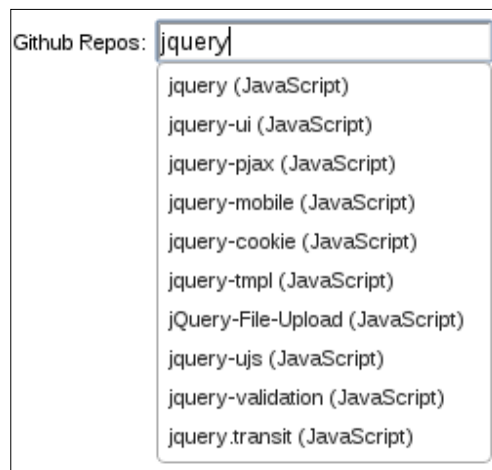 Github Repos: jquery
jquery (JavaScript)
jquery-ui (JavaScript)
jquery-pjax (JavaScript)
jquery-mobile (JavaScript)
jquery-cookie (JavaScript)
jquery-tmpl (JavaScript)
jQuery-File-Upload (JavaScript)
jquery-ujs (JavaScript)
jquery-validation (JavaScript)
jquery.transit (JavaScript)